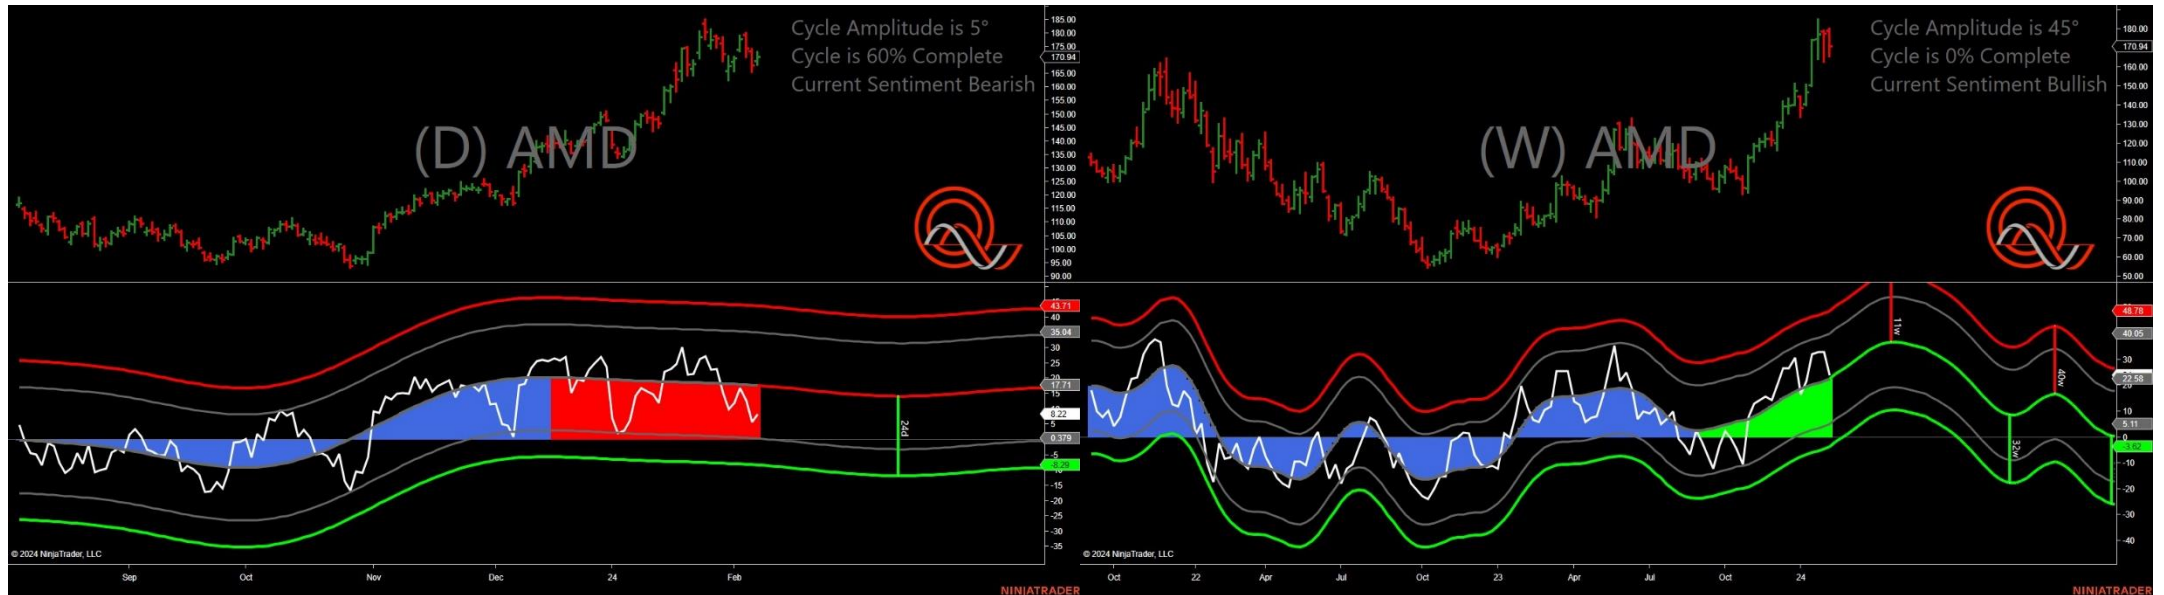 Cycle Amplitude is 5°
Cycle is 60% Complete
Current Sentiment Bearish
(D) AMD
185.00
180.00
175.00
170.94
165.00
160.00
155.00
150.00
145.00
140.00
135.00
130.00
125.00
120.00
115.00
110.00
105.00
100.00
95.00
90.00
43.71
40
35.04
30
25
20
17.71
15
8.22
5
0.379
-5
-8.29
-15
-20
-25
-30
-35
24d
© 2024 NinjaTrader, LLC
Sep
Oct
Nov
Dec
24
Feb
NINJATRADER
Cycle Amplitude is 45°
Cycle is 0% Complete
Current Sentiment Bullish
(W) AMD
180.00
170.94
160.00
150.00
140.00
130.00
120.00
110.00
100.00
90.00
80.00
70.00
60.00
50.00
48.78
40.05
30
22.58
10
5.11
0
-3.62
-10
-20
-30
-40
11w
32w
40w
© 2024 NinjaTrader, LLC
Oct
22
Apr
Jul
Oct
23
Apr
Jul
Oct
24
NINJATRADER